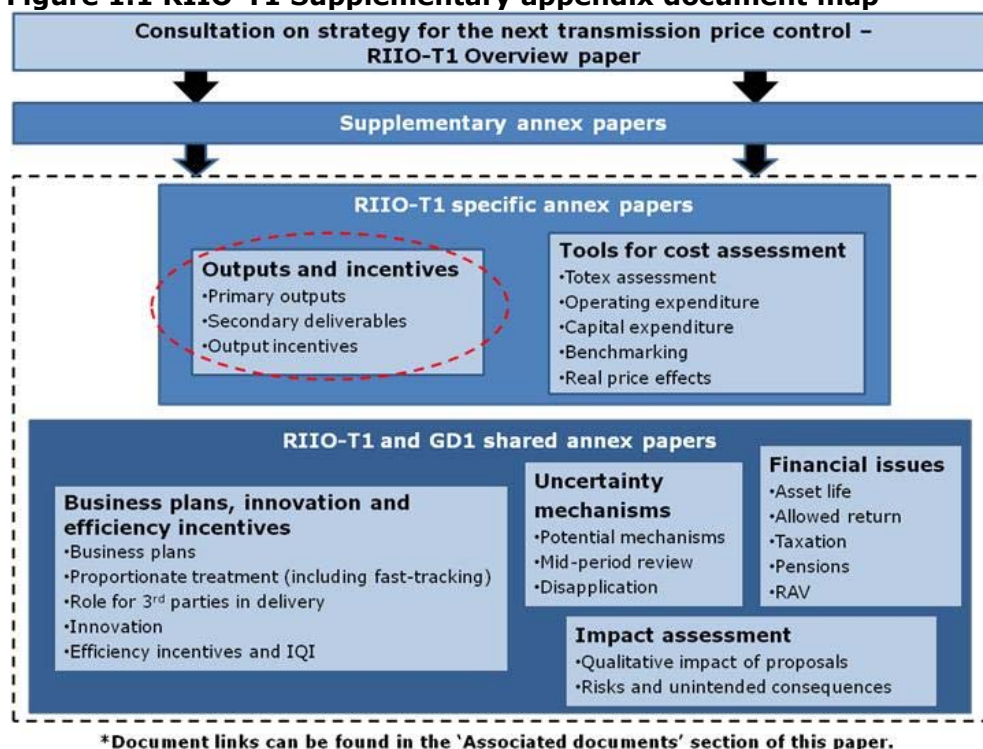 Figure 1.1 RIIO-T1 Supplementary appendix document map
Consultation on strategy for the next transmission price control –
RIIO-T1 Overview paper
Supplementary annex papers
RIIO-T1 specific annex papers
Outputs and incentives
•Primary outputs
•Secondary deliverables
•Output incentives
Tools for cost assessment
•Totex assessment
•Operating expenditure
•Capital expenditure
•Benchmarking
•Real price effects
RIIO-T1 and GD1 shared annex papers
Business plans, innovation and
efficiency incentives
•Business plans
•Proportionate treatment (including fast-tracking)
•Role for 3rd parties in delivery
•Innovation
•Efficiency incentives and IQI
Uncertainty
mechanisms
•Potential mechanisms
•Mid-period review
•Disapplication
Financial issues
•Asset life
•Allowed return
•Taxation
•Pensions
•RAV
Impact assessment
•Qualitative impact of proposals
•Risks and unintended consequences
*Document links can be found in the ‘Associated documents’ section of this paper.